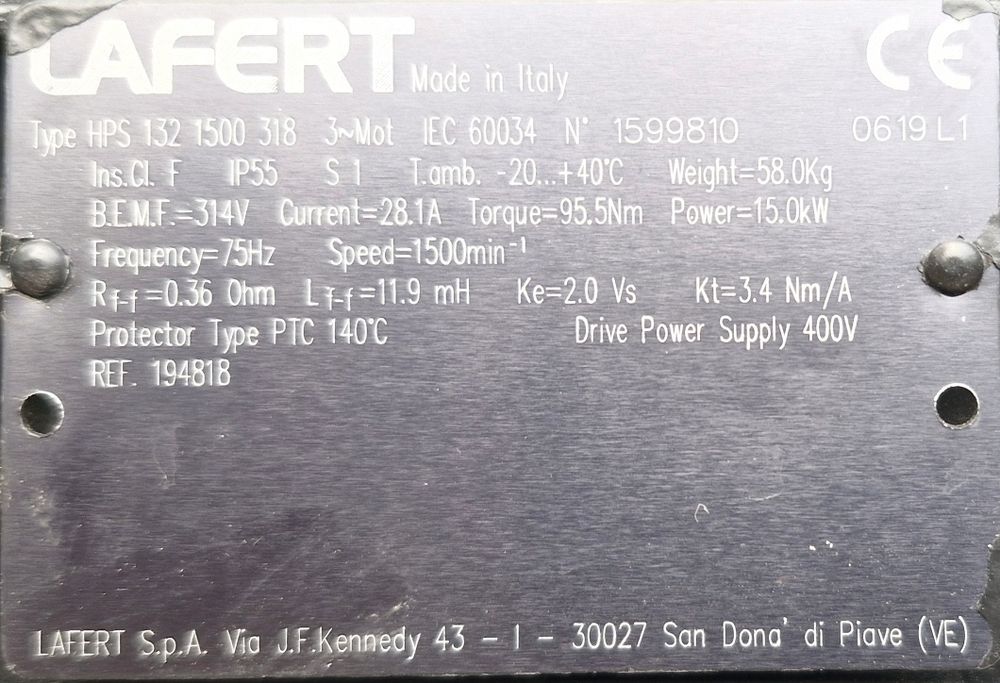 LAFERT Made in Italy CE
Type HPS 132 1500 318 3~Mot IEC 60034 N° 1599810 0619 L1
Ins.Cl. F IP55 S 1 T.amb. -20...+40°C Weight=58.0Kg
B.E.M.F.=314V Current=28.1A Torque=95.5Nm Power=15.0kW
Frequency=75Hz Speed=1500min⁻¹
R f-f =0.36 Ohm L f-f =11.9 mH Ke=2.0 Vs Kt=3.4 Nm/A
Protector Type PTC 140°C Drive Power Supply 400V
REF. 194818
LAFERT S.p.A. Via J.F.Kennedy 43 - I - 30027 San Dona' di Piave (VE)